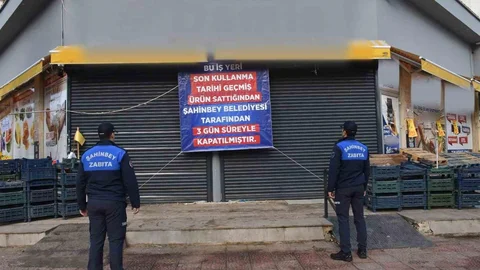 BU İŞ YERİ
SON KULLANMA
TARİHİ GEÇMİŞ
ÜRÜN SATTIĞINDAN
ŞAHİNBEY BELEDİYESİ
TARAFINDAN
3 GÜN SÜREYLE
KAPATILMIŞTIR.
ŞAHİNBEY
ZABITA
ŞAHİNBEY
ZABITA